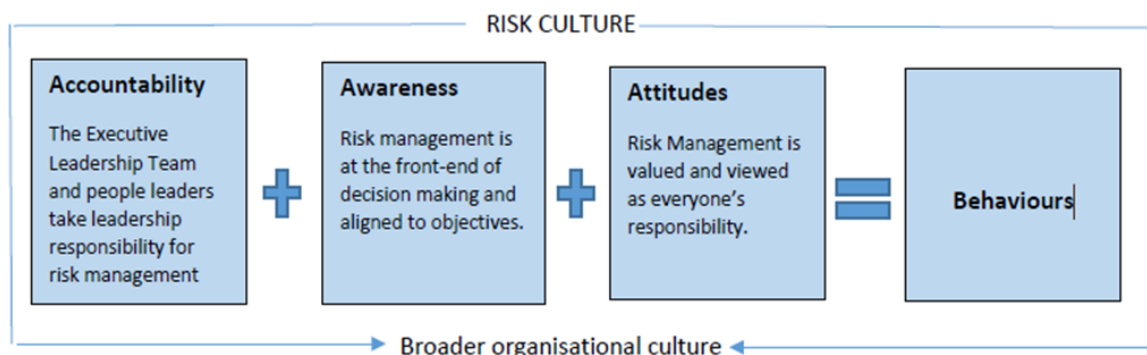 RISK CULTURE
Accountability
The Executive
Leadership Team
and people leaders
take leadership
responsibility for
risk management
Awareness
Risk management is
at the front-end of
decision making and
aligned to objectives.
Attitudes
Risk Management is
valued and viewed
as everyone’s
responsibility.
Behaviours
Broader organisational culture